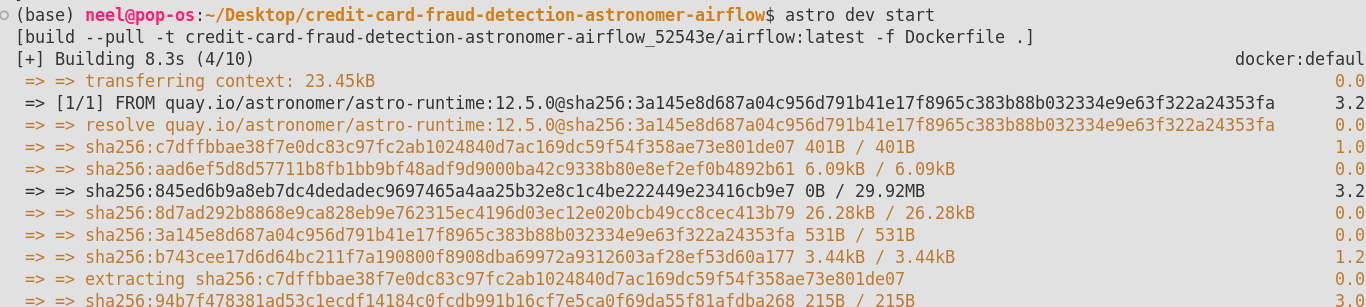 (base) neel@pop-os:~/Desktop/credit-card-fraud-detection-astronomer-airflow$ astro dev start
[build --pull -t credit-card-fraud-detection-astronomer-airflow_52543e/airflow:latest -f Dockerfile .]
[+] Building 8.3s (4/10) docker:defaul
=> => transferring context: 23.45kB 0.0
=> [1/1] FROM quay.io/astronomer/astro-runtime:12.5.0@sha256:3a145e8d687a04c956d791b41e17f8965c383b88b032334e9e63f322a24353fa 3.2
=> resolve quay.io/astronomer/astro-runtime:12.5.0@sha256:3a145e8d687a04c956d791b41e17f8965c383b88b032334e9e63f322a24353fa 0.0
=> => sha256:c7dffbbae38f7e0dc83c97fc2ab1024840d7ac169dc59f54f358ae73e801de07 401B / 401B 1.0
=> => sha256:aad6ef5d8d57711b8fb1bb9bf48adf9d9000ba42c9338b80e8ef2ef0b4892b61 6.09kB / 6.09kB 0.0
=> => sha256:845ed6b9a8eb7dc4dedadec9697465a4aa25b32e8c1c4be222449e23416cb9e7 0B / 29.92MB 3.2
=> => sha256:8d7ad292b8868e9ca828eb9e762315ec4196d03ec12e020bcb49cc8cec413b79 26.28kB / 26.28kB 0.0
=> => sha256:3a145e8d687a04c956d791b41e17f8965c383b88b032334e9e63f322a24353fa 531B / 531B 0.0
=> => sha256:b743cee17d6d64bc211f7a190800f8908dba69972a9312603af28ef53d60a177 3.44kB / 3.44kB 1.2
=> => extracting sha256:c7dffbbae38f7e0dc83c97fc2ab1024840d7ac169dc59f54f358ae73e801de07 0.0
=> => sha256:94b7f478381ad53c1ecdf14184c0fcdb991b16cf7e5ca0f69da55f81afdba268 215B / 215B 3.0